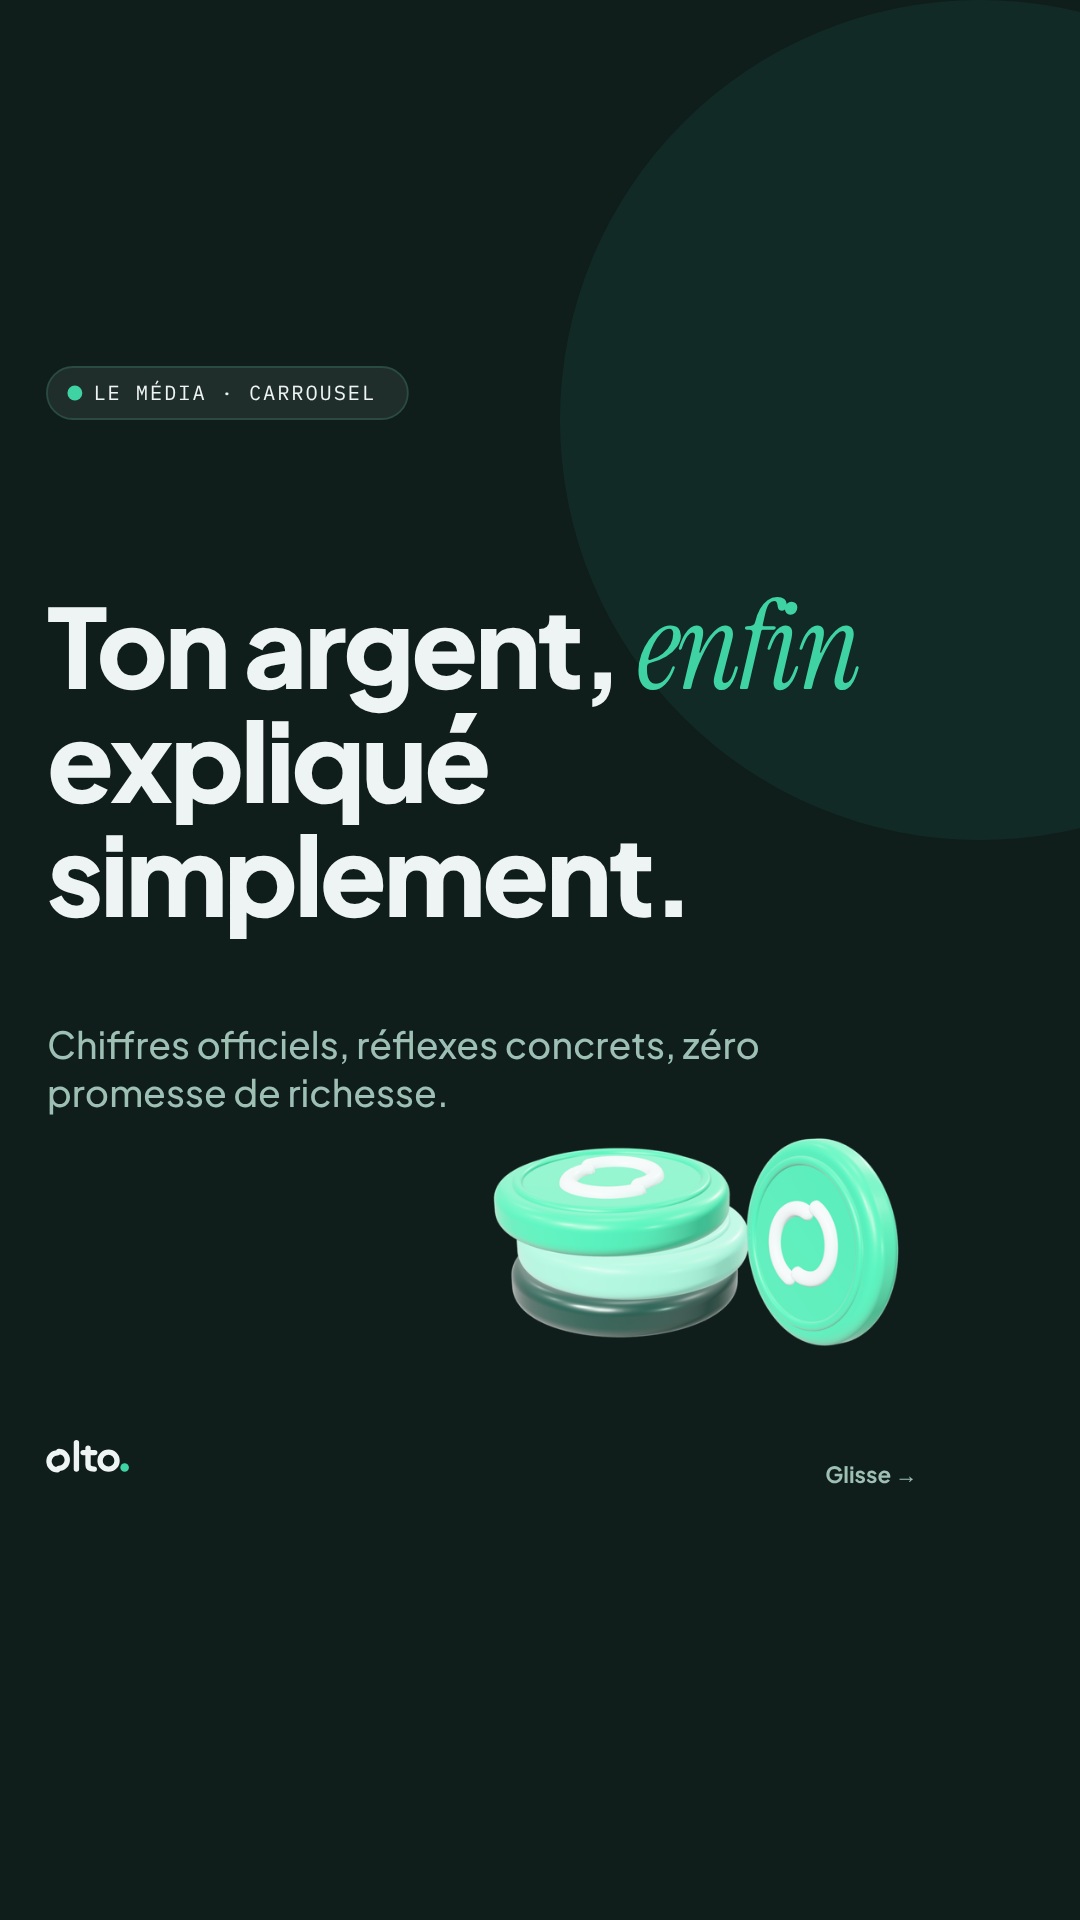 LE MÉDIA · CARROUSEL
Ton argent, enfin
expliqué
simplement.
Chiffres officiels, réflexes concrets, zéro
promesse de richesse.
olto.
Glisse →